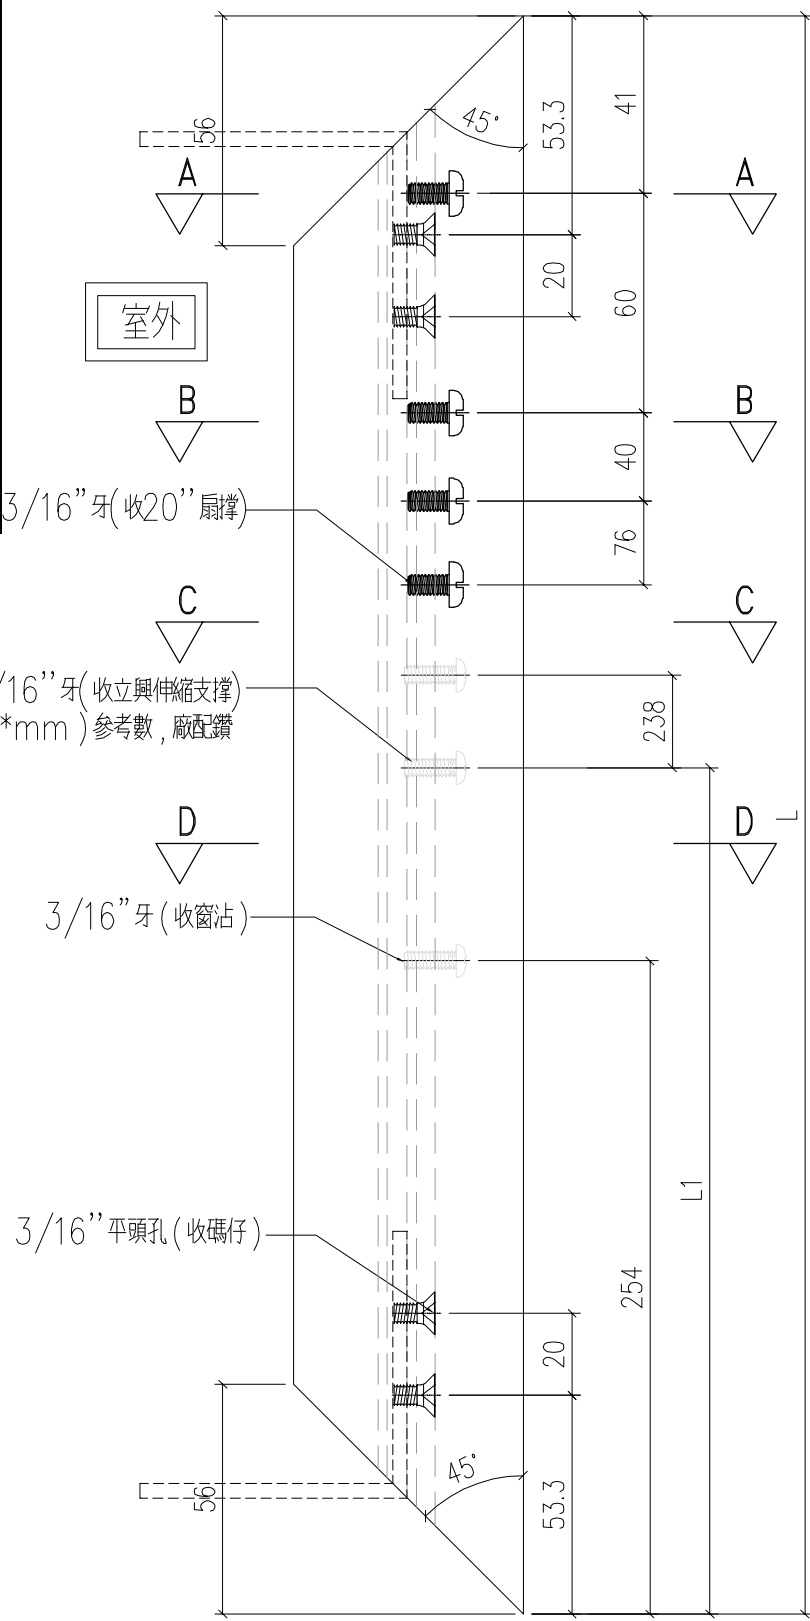 56
45°
53.3
41
A
A
20
60
室外
B
B
40
3/16”牙(收20''扇撐)
76
C
C
/16''牙(收立興伸縮支撐)
*mm)參考數,廠配鑽
238
D
D
L
3/16”牙(收窗沾)
L1
3/16''平頭孔(收碼仔)
254
20
45°
56
53.3